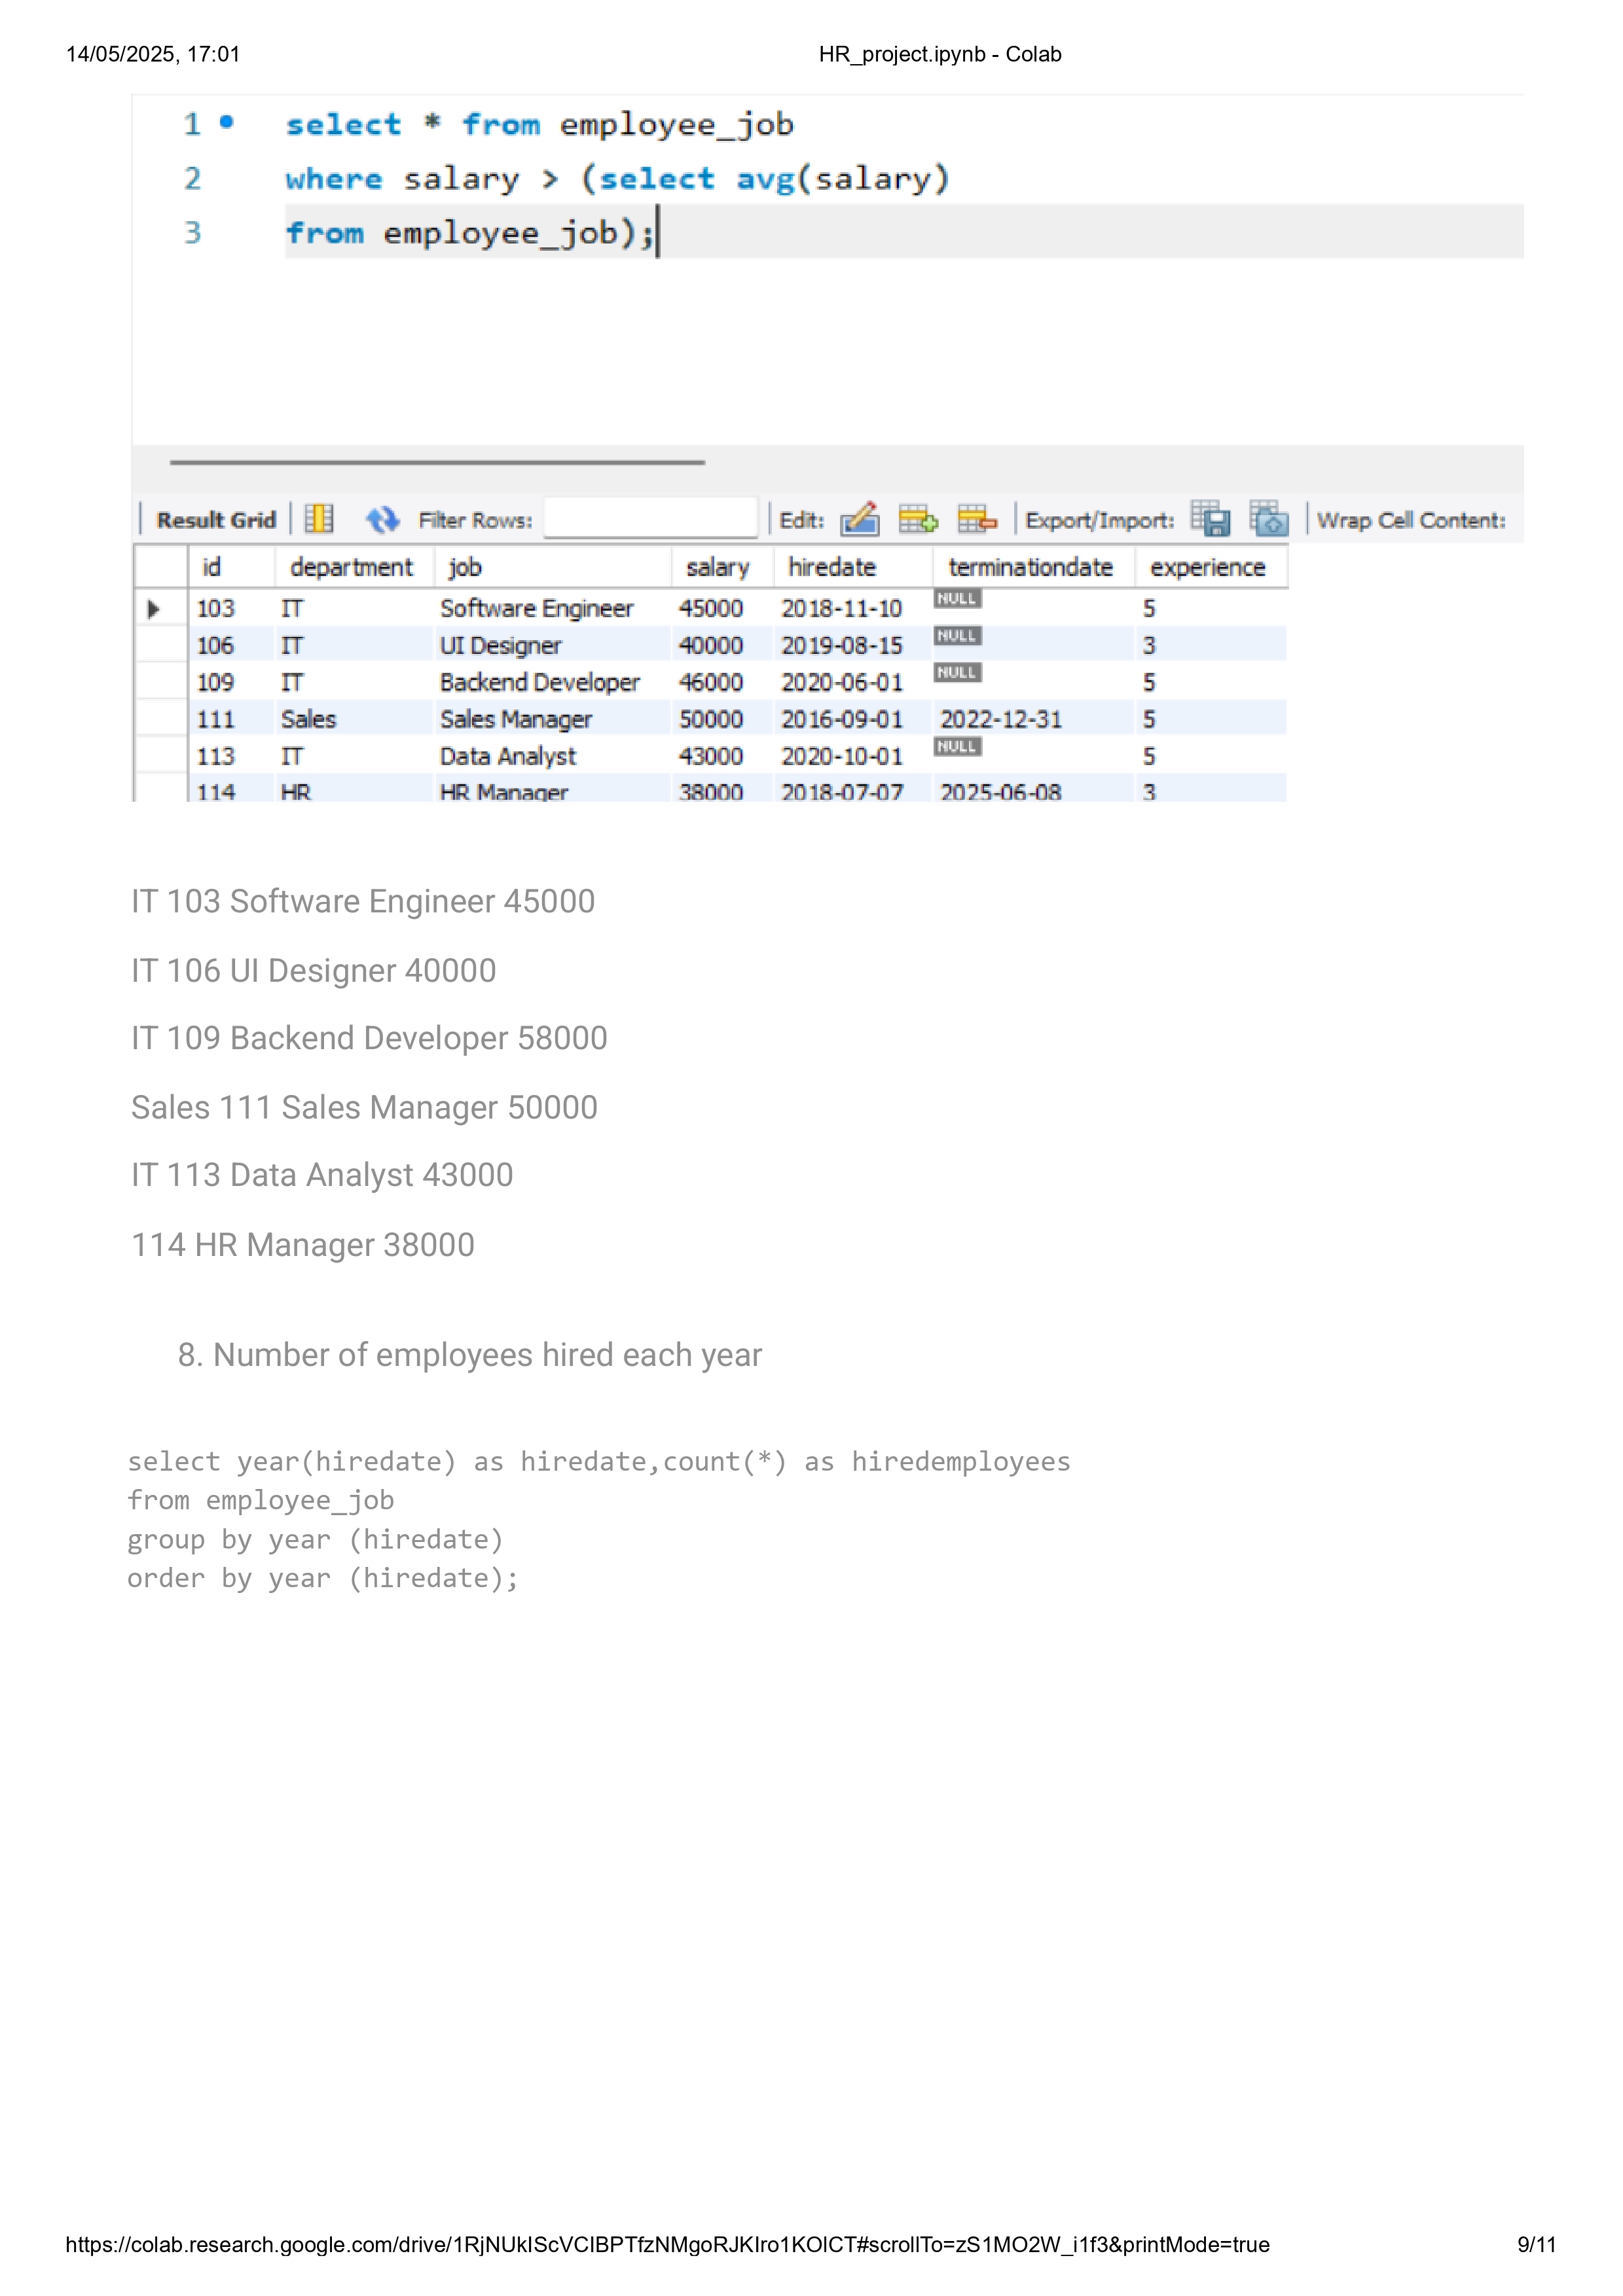 14/05/2025, 17:01 HR_project.ipynb - Colab
1 select * from employee_job
2 where salary > (select avg(salary)
3 from employee_job);
Result Grid Filter Rows: Edit: Export/Import: Wrap Cell Content:
id department job salary hiredate terminationdate experience
103 IT Software Engineer 45000 2018-11-10 NULL 5
106 IT UI Designer 40000 2019-08-15 NULL 3
109 IT Backend Developer 46000 2020-06-01 NULL 5
111 Sales Sales Manager 50000 2016-09-01 2022-12-31 5
113 IT Data Analyst 43000 2020-10-01 NULL 5
114 HR HR Manager 38000 2018-07-07 2025-06-08 3
IT 103 Software Engineer 45000
IT 106 UI Designer 40000
IT 109 Backend Developer 58000
Sales 111 Sales Manager 50000
IT 113 Data Analyst 43000
114 HR Manager 38000
8. Number of employees hired each year
select year(hiredate) as hiredate,count(*) as hiredemployees
from employee_job
group by year (hiredate)
order by year (hiredate);
https://colab.research.google.com/drive/1RjNUkIScVCIBPTfzNMgoRJKIro1KOICT#scrollTo=zS1MO2W_i1f3&printMode=true 9/11